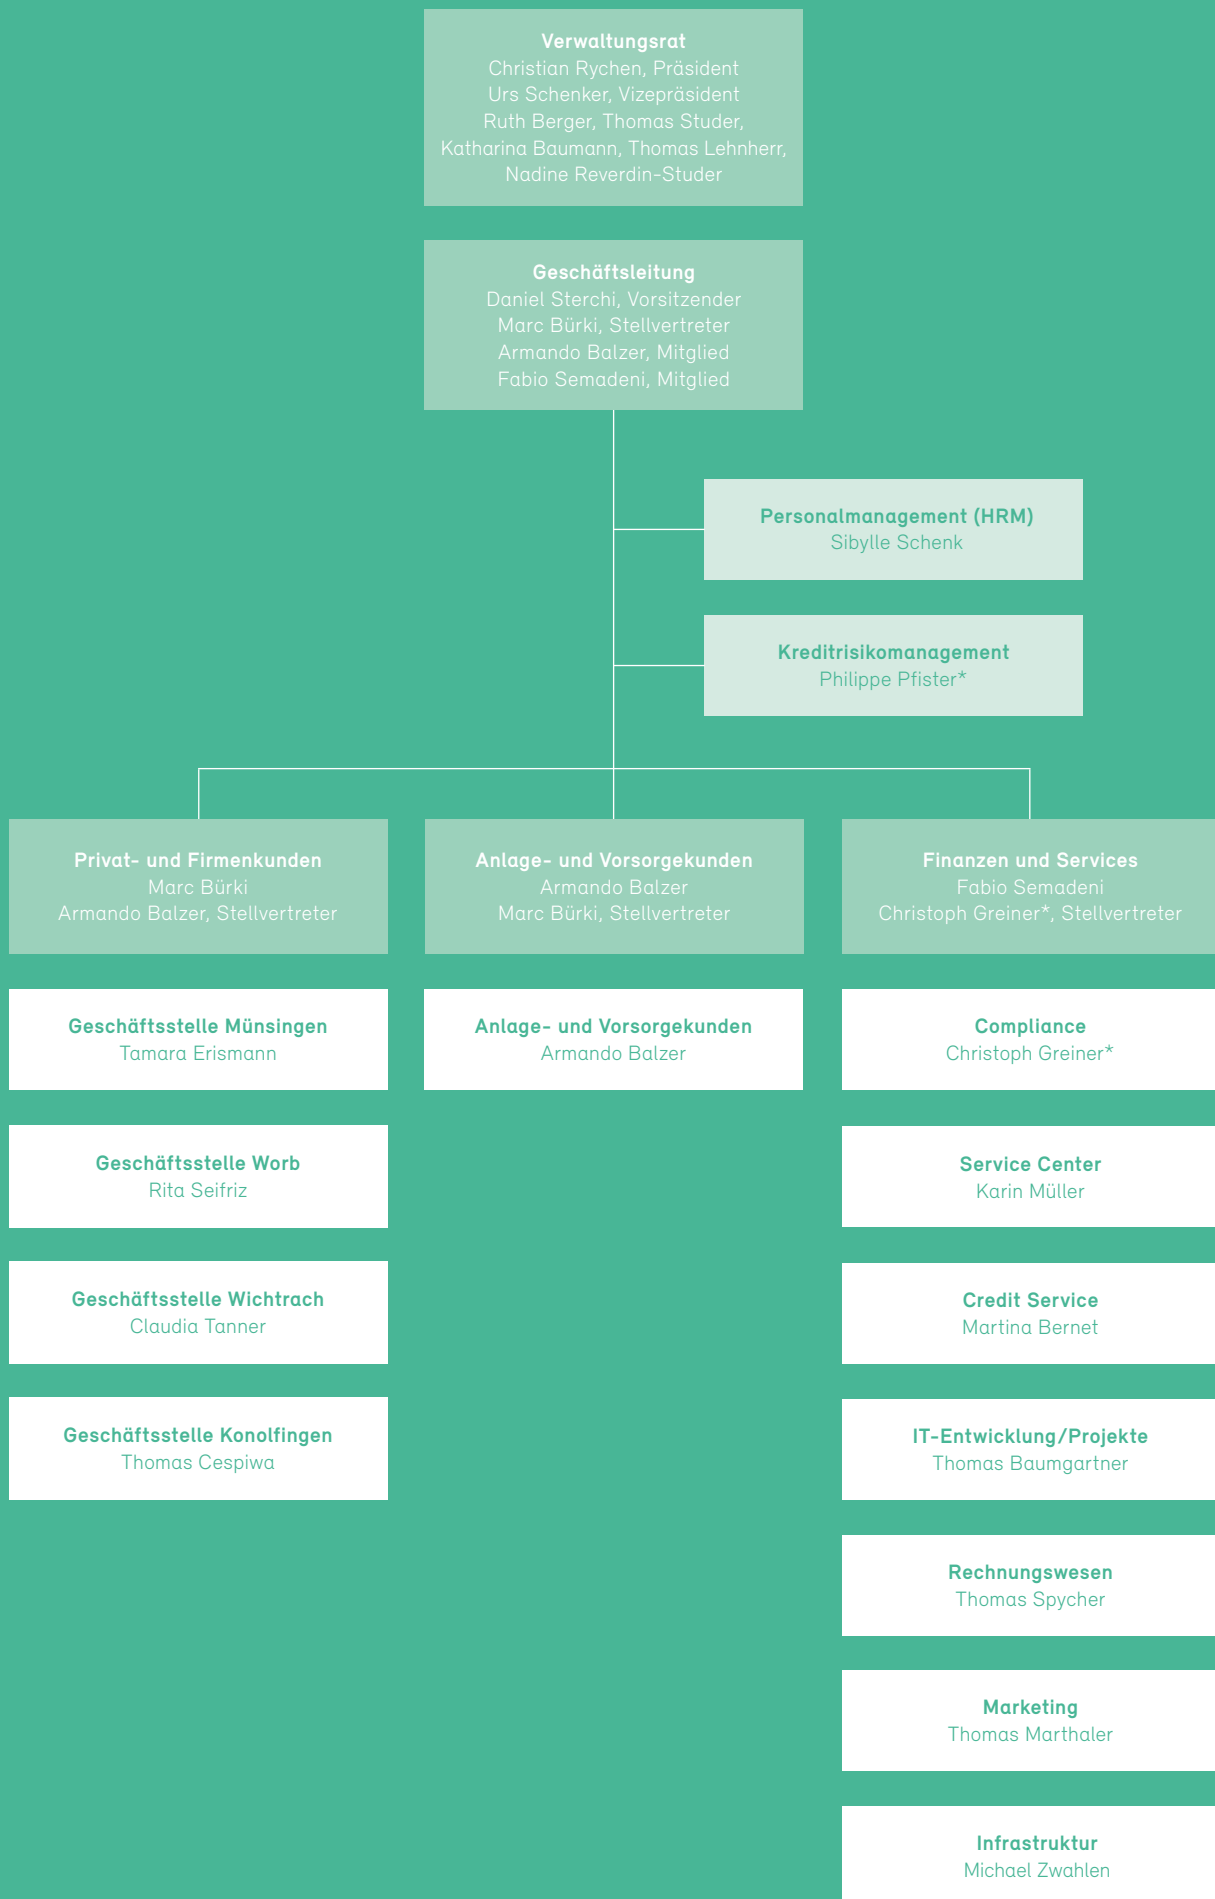 Verwaltungsrat
Christian Rychen, Präsident
Urs Schenker, Vizepräsident
Ruth Berger, Thomas Studer,
Katharina Baumann, Thomas Lehnherr,
Nadine Reverdin-Studer
Geschäftsleitung
Daniel Sterchi, Vorsitzender
Marc Bürki, Stellvertreter
Armando Balzer, Mitglied
Fabio Semadeni, Mitglied
Personalmanagement (HRM)
Sibylle Schenk
Kreditrisikomanagement
Philippe Pfister*
Privat- und Firmenkunden
Marc Bürki
Armando Balzer, Stellvertreter
Geschäftsstelle Münsingen
Tamara Erismann
Geschäftsstelle Worb
Rita Seifriz
Geschäftsstelle Wichtrach
Claudia Tanner
Geschäftsstelle Konolfingen
Thomas Cespiwa
Anlage- und Vorsorgekunden
Armando Balzer
Marc Bürki, Stellvertreter
Anlage- und Vorsorgekunden
Armando Balzer
Finanzen und Services
Fabio Semadeni
Christoph Greiner*, Stellvertreter
Compliance
Christoph Greiner*
Service Center
Karin Müller
Credit Service
Martina Bernet
IT-Entwicklung/Projekte
Thomas Baumgartner
Rechnungswesen
Thomas Spycher
Marketing
Thomas Marthaler
Infrastruktur
Michael Zwahlen